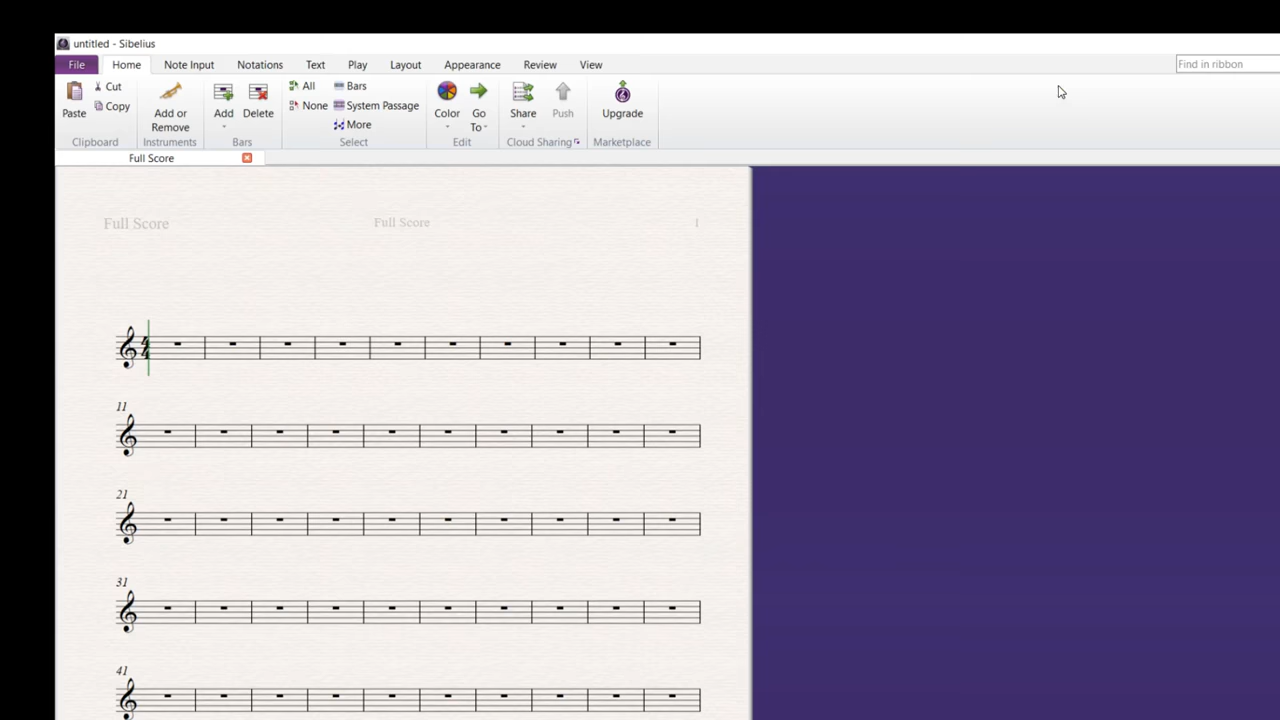 untitled - Sibelius
File Home Note Input Notations Text Play Layout Appearance Review View Find in ribbon
Paste Cut Copy Add or Remove Add Delete All None Bars System Passage More Color Go To Share Push Upgrade
Clipboard Instruments Bars Select Edit Cloud Sharing Marketplace
Full Score
Full Score Full Score 1
11
21
31
41